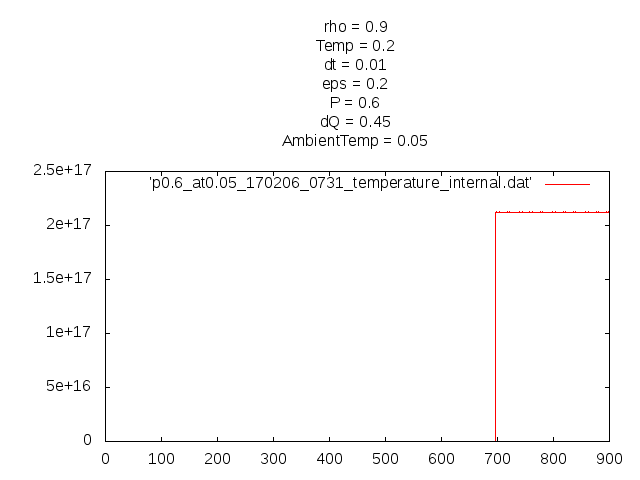 rho = 0.9
Temp = 0.2
dt = 0.01
eps = 0.2
P = 0.6
dQ = 0.45
AmbientTemp = 0.05
2.5e+17
'p0.6_at0.05_170206_0731_temperature_internal.dat'
2e+17
1.5e+17
1e+17
5e+16
0
0 100 200 300 400 500 600 700 800 900